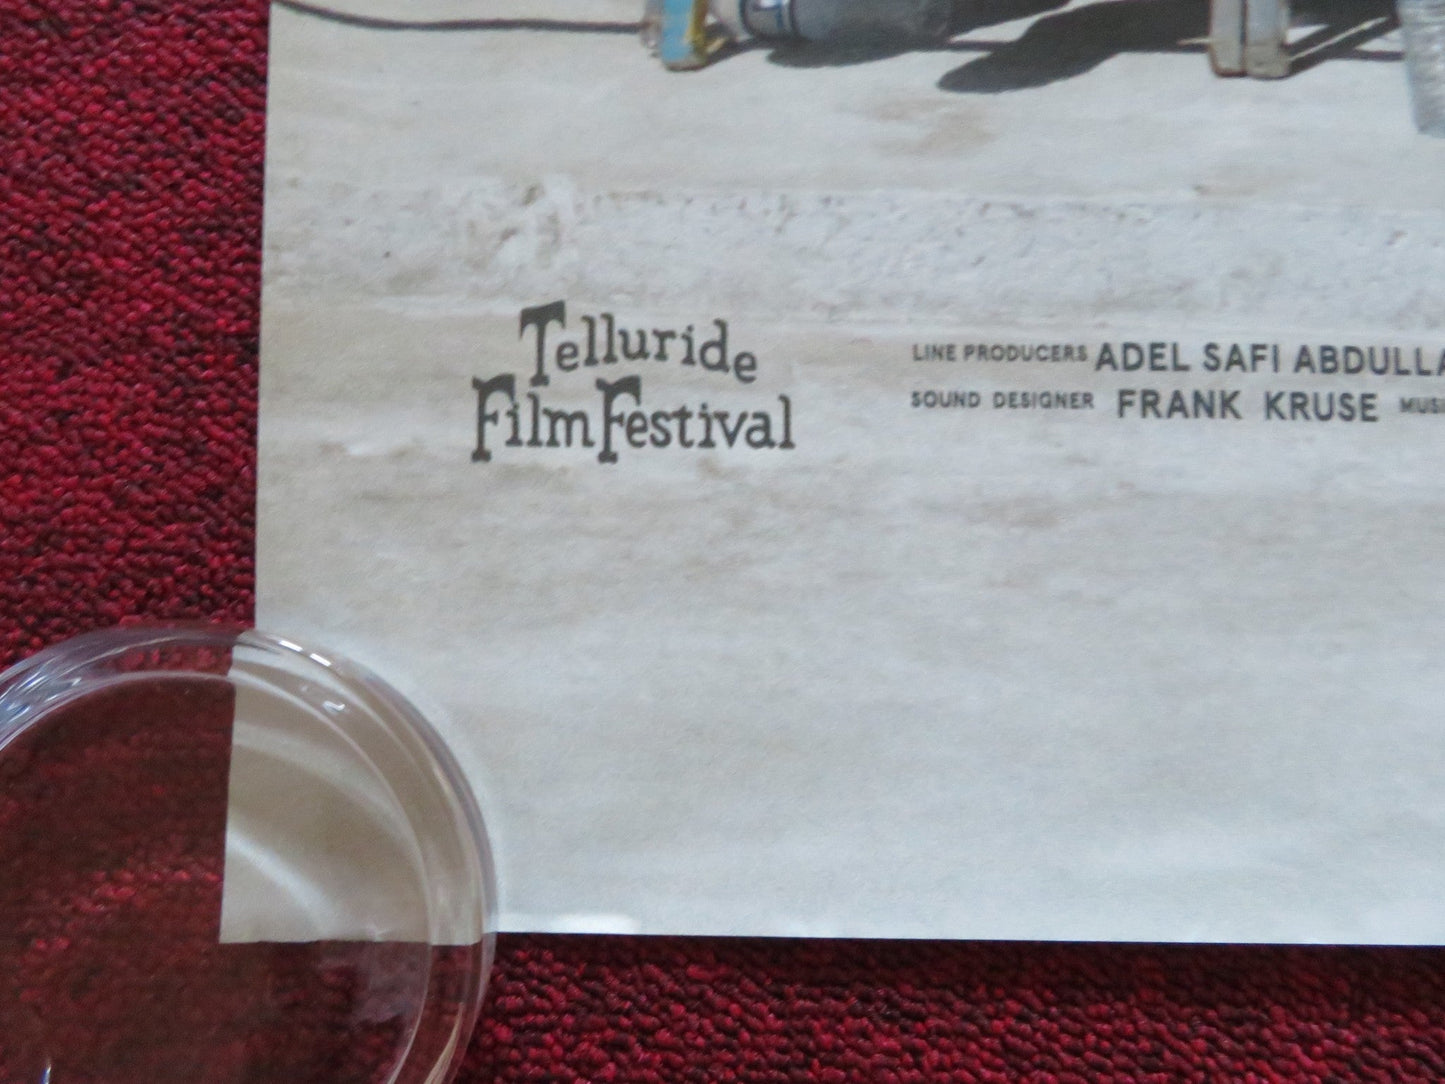 Telluride
Film Festival
LINE PRODUCERS ADEL SAFI ABDULLA
SOUND DESIGNER FRANK KRUSE